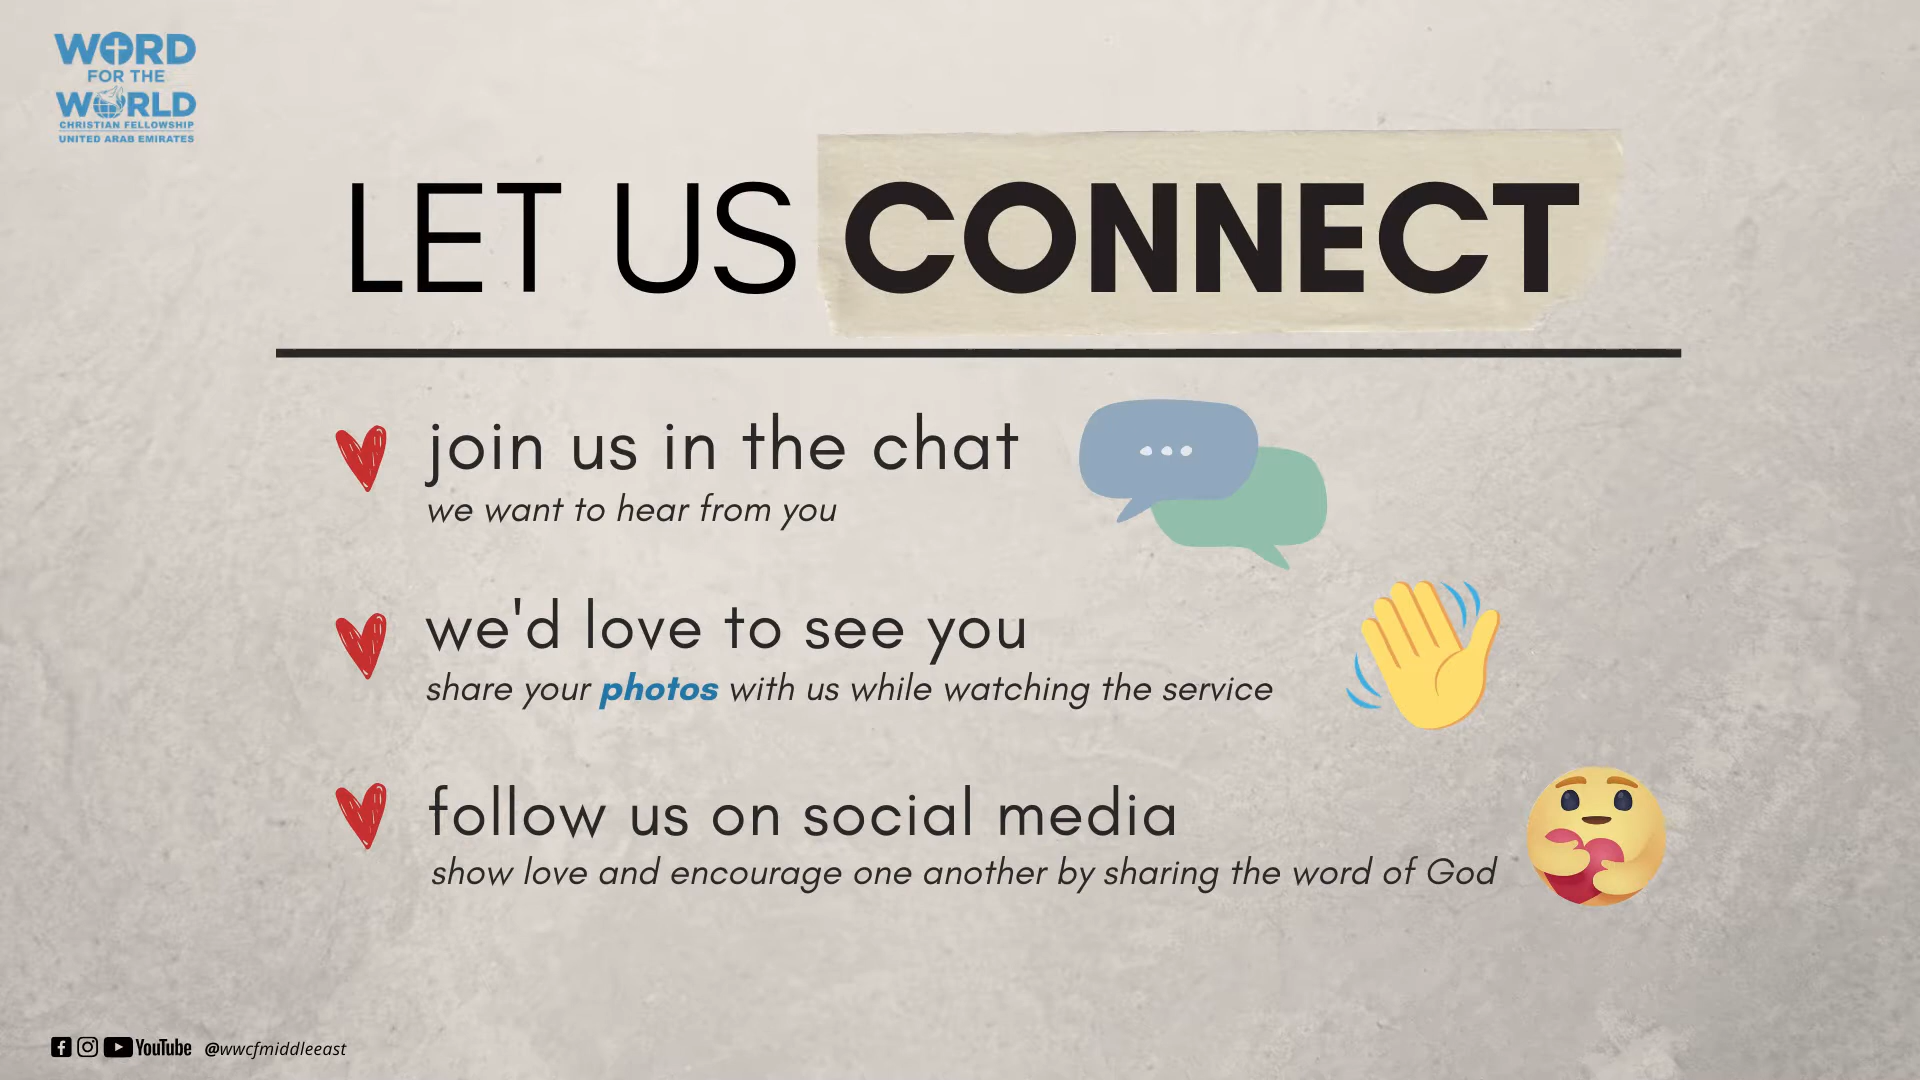 WORD
FOR THE
WORLD
CHRISTIAN FELLOWSHIP
UNITED ARAB EMIRATES
LET US CONNECT
join us in the chat
we want to hear from you
we'd love to see you
share your photos with us while watching the service
follow us on social media
show love and encourage one another by sharing the word of God
YouTube @wwcfmiddleeast